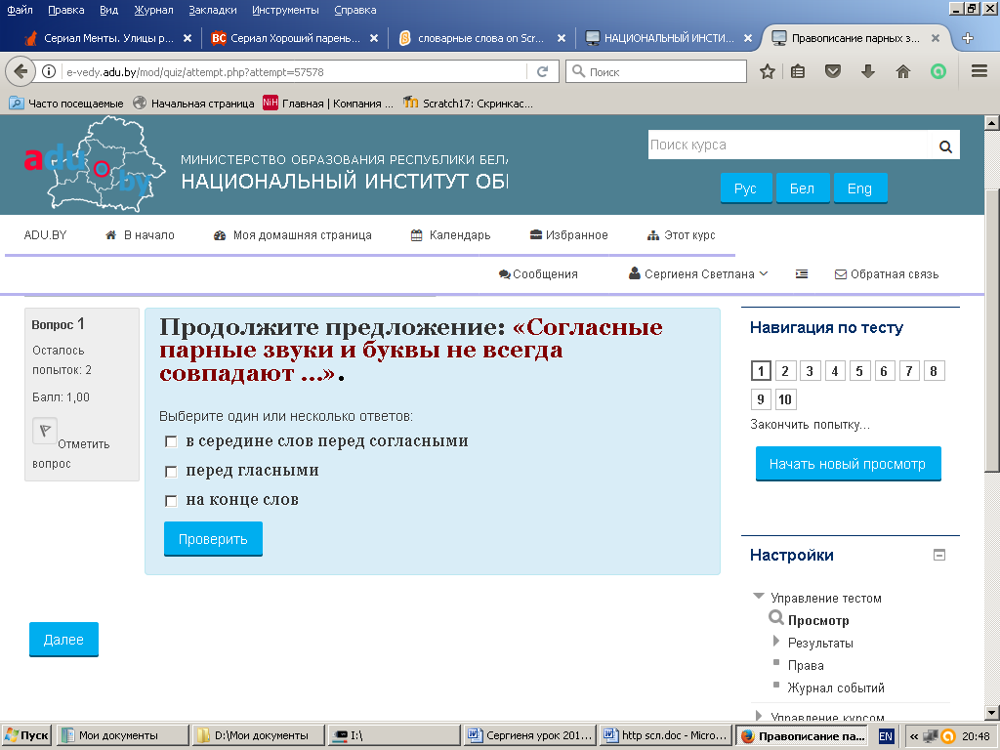 Файл Правка Вид Журнал Закладки Инструменты Справка
Сериал Менты. Улицы р... ВС Сериал Хороший парень... словарные слова on Scr... НАЦИОНАЛЬНЫЙ ИНСТИ... Правописание парных з...
e-vedy.adu.by/mod/quiz/attempt.php?attempt=57578 Поиск
Часто посещаемые Начальная страница NiH Главная | Компания ... Scratch17: Скринкас...
adu.by
МИНИСТЕРСТВО ОБРАЗОВАНИЯ РЕСПУБЛИКИ БЕЛА
НАЦИОНАЛЬНЫЙ ИНСТИТУТ ОБ
Поиск курса
Рус Бел Eng
ADU.BY В начало Моя домашняя страница Календарь Избранное Этот курс
Сообщения Сергиеня Светлана Обратная связь
Вопрос 1
Осталось
попыток: 2
Балл: 1,00
Отметить
вопрос
Продолжите предложение: «Согласные
парные звуки и буквы не всегда
совпадают ...».
Выберите один или несколько ответов:
в середине слов перед согласными
перед гласными
на конце слов
Проверить
Далее
Навигация по тесту
1 2 3 4 5 6 7 8
9 10
Закончить попытку...
Начать новый просмотр
Настройки
Управление тестом
Просмотр
Результаты
Права
Журнал событий
Управление курсом
Пуск Мои документы D:\Мои документы I:\ Сергиеня урок 201... http scл.doc - Micro... Правописание па... EN « 20:48